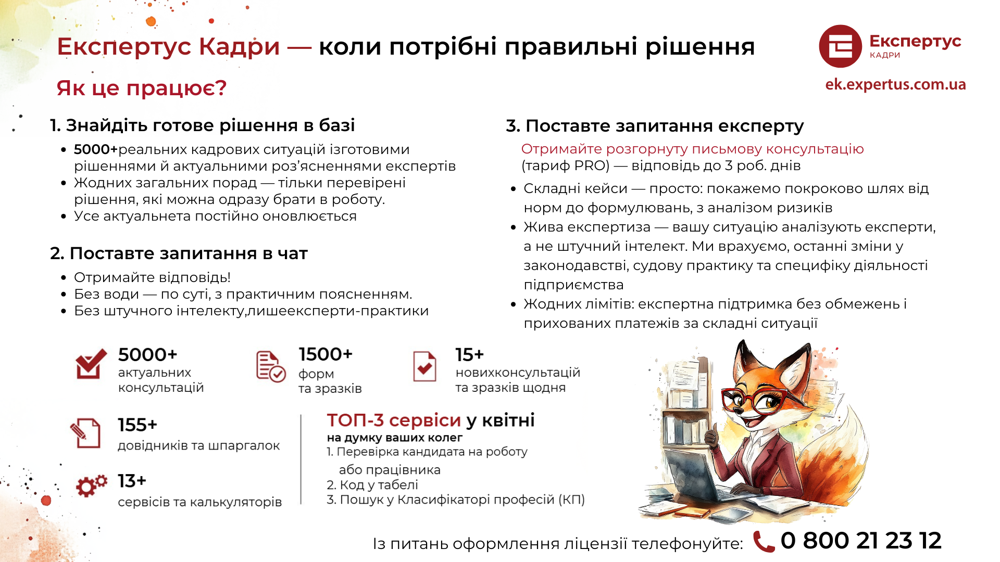 Експертус Кадри — коли потрібні правильні рішення
Експертус
КАДРИ
ek.expertus.com.ua
Як це працює?
1. Знайдіть готове рішення в базі
5000+реальних кадрових ситуацій ізготовими
рішеннями й актуальними роз’ясненнями експертів
Жодних загальних порад — тільки перевірені
рішення, які можна одразу брати в роботу.
Усе актуальнета постійно оновлюється
2. Поставте запитання в чат
Отримайте відповідь!
Без води — по суті, з практичним поясненням.
Без штучного інтелекту,лишеексперти-практики
3. Поставте запитання експерту
Отримайте розгорнуту письмову консультацію
(тариф PRO) — відповідь до 3 роб. днів
Складні кейси — просто: покажемо покроково шлях від
норм до формулювань, з аналізом ризиків
Жива експертиза — вашу ситуацію аналізують експерти,
а не штучний інтелект. Ми врахуємо, останні зміни у
законодавстві, судову практику та специфіку діяльності
підприємства
Жодних лімітів: експертна підтримка без обмежень і
прихованих платежів за складні ситуації
5000+
актуальних
консультацій
1500+
форм
та зразків
15+
новихконсультацій
та зразків щодня
155+
довідників та шпаргалок
13+
сервісів та калькуляторів
ТОП-3 сервіси у квітні
на думку ваших колег
1. Перевірка кандидата на роботу
або працівника
2. Код у табелі
3. Пошук у Класифікаторі професій (КП)
Із питань оформлення ліцензії телефонуйте: 0 800 21 23 12